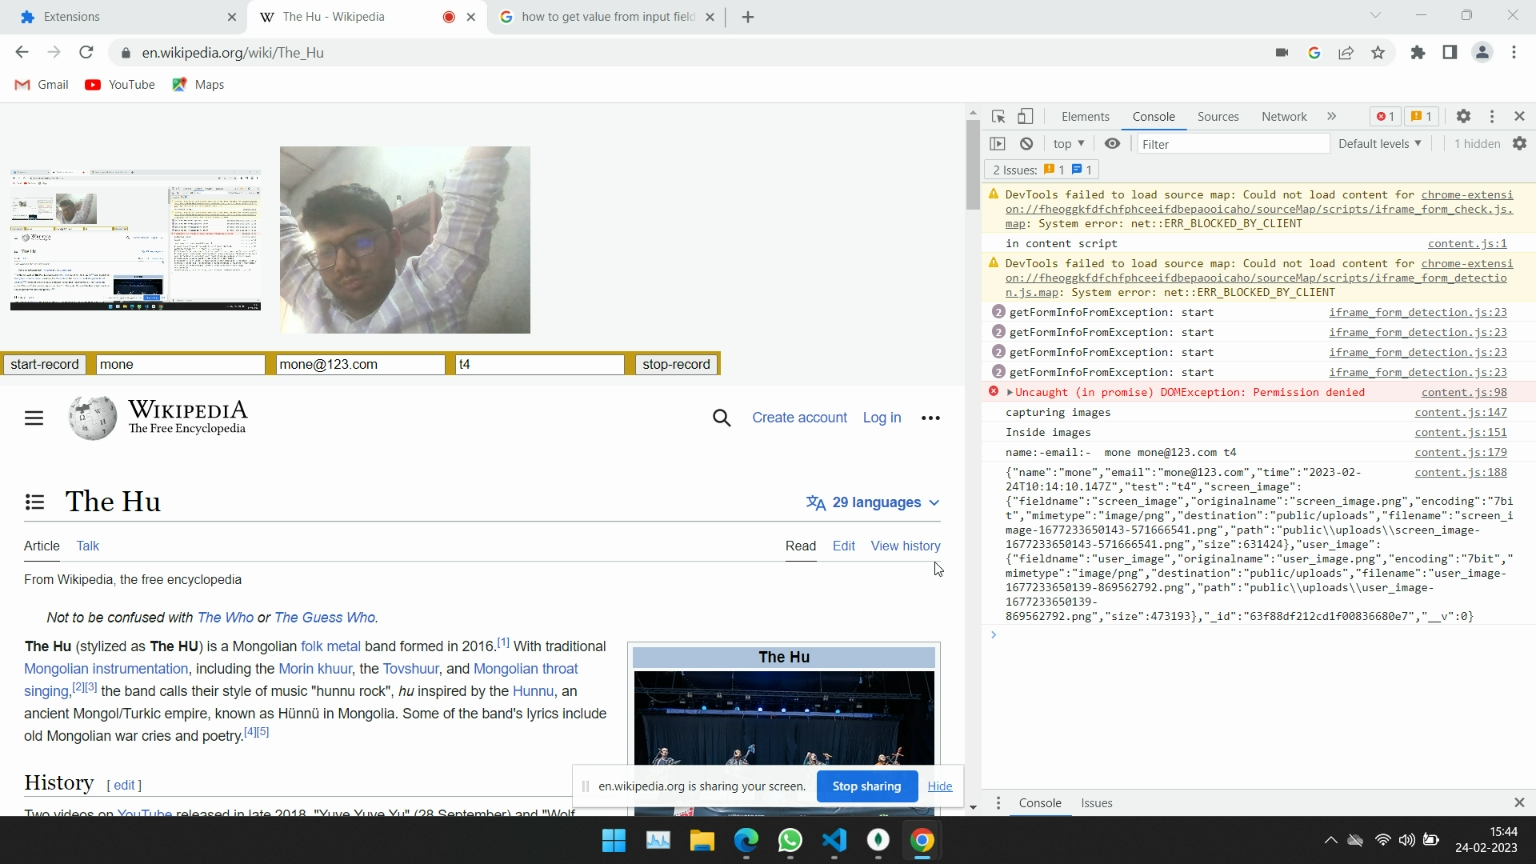 Extensions
The Hu - Wikipedia
how to get value from input field
en.wikipedia.org/wiki/The_Hu
Gmail
YouTube
Maps
Elements
Console
Sources
Network
1
1
top
Filter
Default levels
1 hidden
2 Issues: 1 1
DevTools failed to load source map: Could not load content for chrome-extensi
on://fheoggkfdfchfphceeifdbepaooicaho/sourceMap/scripts/iframe_form_check.js.
map: System error: net::ERR_BLOCKED_BY_CLIENT
in content script content.js:1
DevTools failed to load source map: Could not load content for chrome-extensi
on://fheoggkfdfchfphceeifdbepaooicaho/sourceMap/scripts/iframe_form_detectio
n.js.map: System error: net::ERR_BLOCKED_BY_CLIENT
2 getFormInfoFromException: start iframe_form_detection.js:23
2 getFormInfoFromException: start iframe_form_detection.js:23
2 getFormInfoFromException: start iframe_form_detection.js:23
2 getFormInfoFromException: start iframe_form_detection.js:23
Uncaught (in promise) DOMException: Permission denied content.js:98
capturing images content.js:147
Inside images content.js:151
name:-email:- mone mone@123.com t4 content.js:179
{"name":"mone","email":"mone@123.com","time":"2023-02- content.js:188
24T10:14:10.147Z","test":"t4","screen_image":
{"fieldname":"screen_image","originalname":"screen_image.png","encoding":"7bi
t","mimetype":"image/png","destination":"public/uploads","filename":"screen_i
mage-1677233650143-571666541.png","path":"public\\uploads\\screen_image-
1677233650143-571666541.png","size":631424},"user_image":
{"fieldname":"user_image","originalname":"user_image.png","encoding":"7bit","
mimetype":"image/png","destination":"public/uploads","filename":"user_image-
1677233650139-869562792.png","path":"public\\uploads\\user_image-
1677233650139-
869562792.png","size":473193},"_id":"63f88df212cd1f00836680e7","__v":0}
start-record
mone
mone@123.com
t4
stop-record
WIKIPEDIA
The Free Encyclopedia
Create account
Log in
The Hu
29 languages
Article
Talk
Read
Edit
View history
From Wikipedia, the free encyclopedia
Not to be confused with The Who or The Guess Who.
The Hu (stylized as The HU) is a Mongolian folk metal band formed in 2016.[1] With traditional
Mongolian instrumentation, including the Morin khuur, the Tovshuur, and Mongolian throat
singing,[2][3] the band calls their style of music "hunnu rock", hu inspired by the Hunnu, an
ancient Mongol/Turkic empire, known as Hünnü in Mongolia. Some of the band's lyrics include
old Mongolian war cries and poetry.[4][5]
The Hu
History [ edit ]
Two videos on YouTube released in late 2018, "Yuve Yuve Yu" (28 September) and "Wolf
en.wikipedia.org is sharing your screen.
Stop sharing
Hide
Console
Issues
15:44
24-02-2023